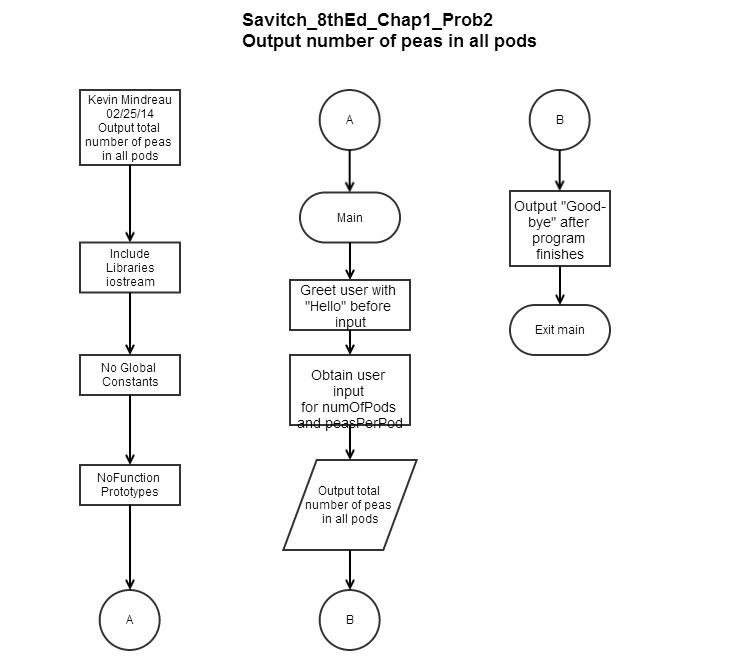 Savitch_8thEd_Chap1_Prob2
Output number of peas in all pods
Kevin Mindreau
02/25/14
Output total
number of peas
in all pods
Include
Libraries
iostream
No Global
Constants
NoFunction
Prototypes
A
A
Main
Greet user with
"Hello" before
input
Obtain user
input
for numOfPods
and peasPerPod
Output total
number of peas
in all pods
B
B
Output "Good-
bye" after
program
finishes
Exit main